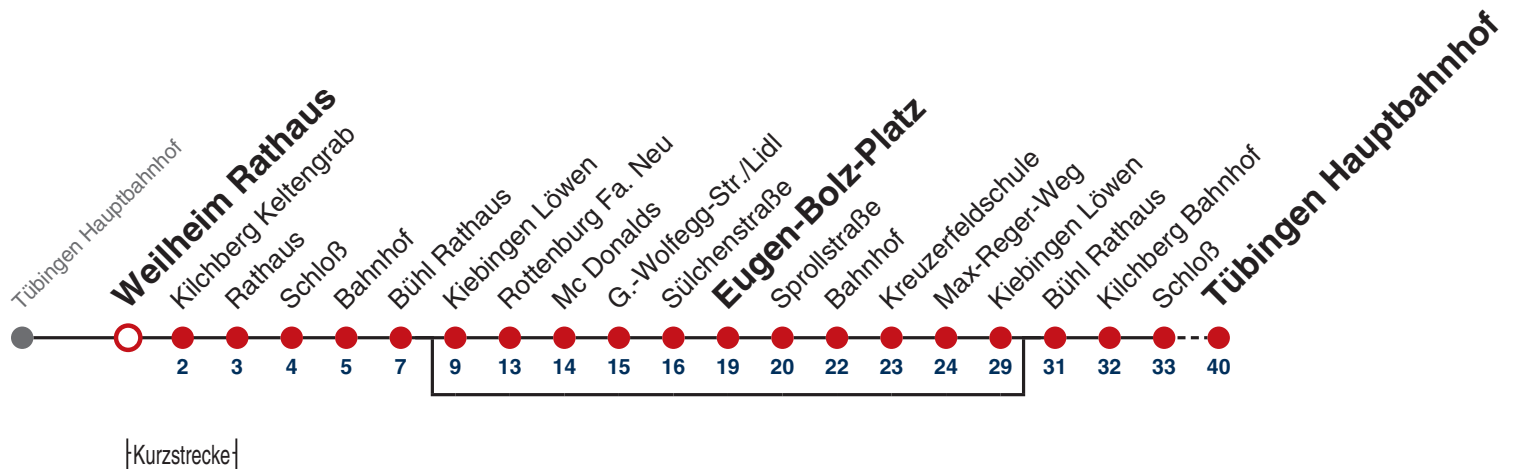 Tübingen Hauptbahnhof
Weilheim Rathaus
Kilchberg Keltengrab
Rathaus
Schloß
Bahnhof
Bühl Rathaus
Kiebingen Löwen
Rottenburg Fa. Neu
Mc Donalds
G.-Wolfegg-Str./Lidl
Sülchenstraße
Eugen-Bolz-Platz
Sprollstraße
Bahnhof
Kreuzerfeldschule
Max-Reger-Weg
Kiebingen Löwen
Bühl Rathaus
Kilchberg Bahnhof
Schloß
Tübingen Hauptbahnhof
2 3 4 5 7 9 13 14 15 16 19 20 22 23 24 29 31 32 33 40
Kurzstrecke